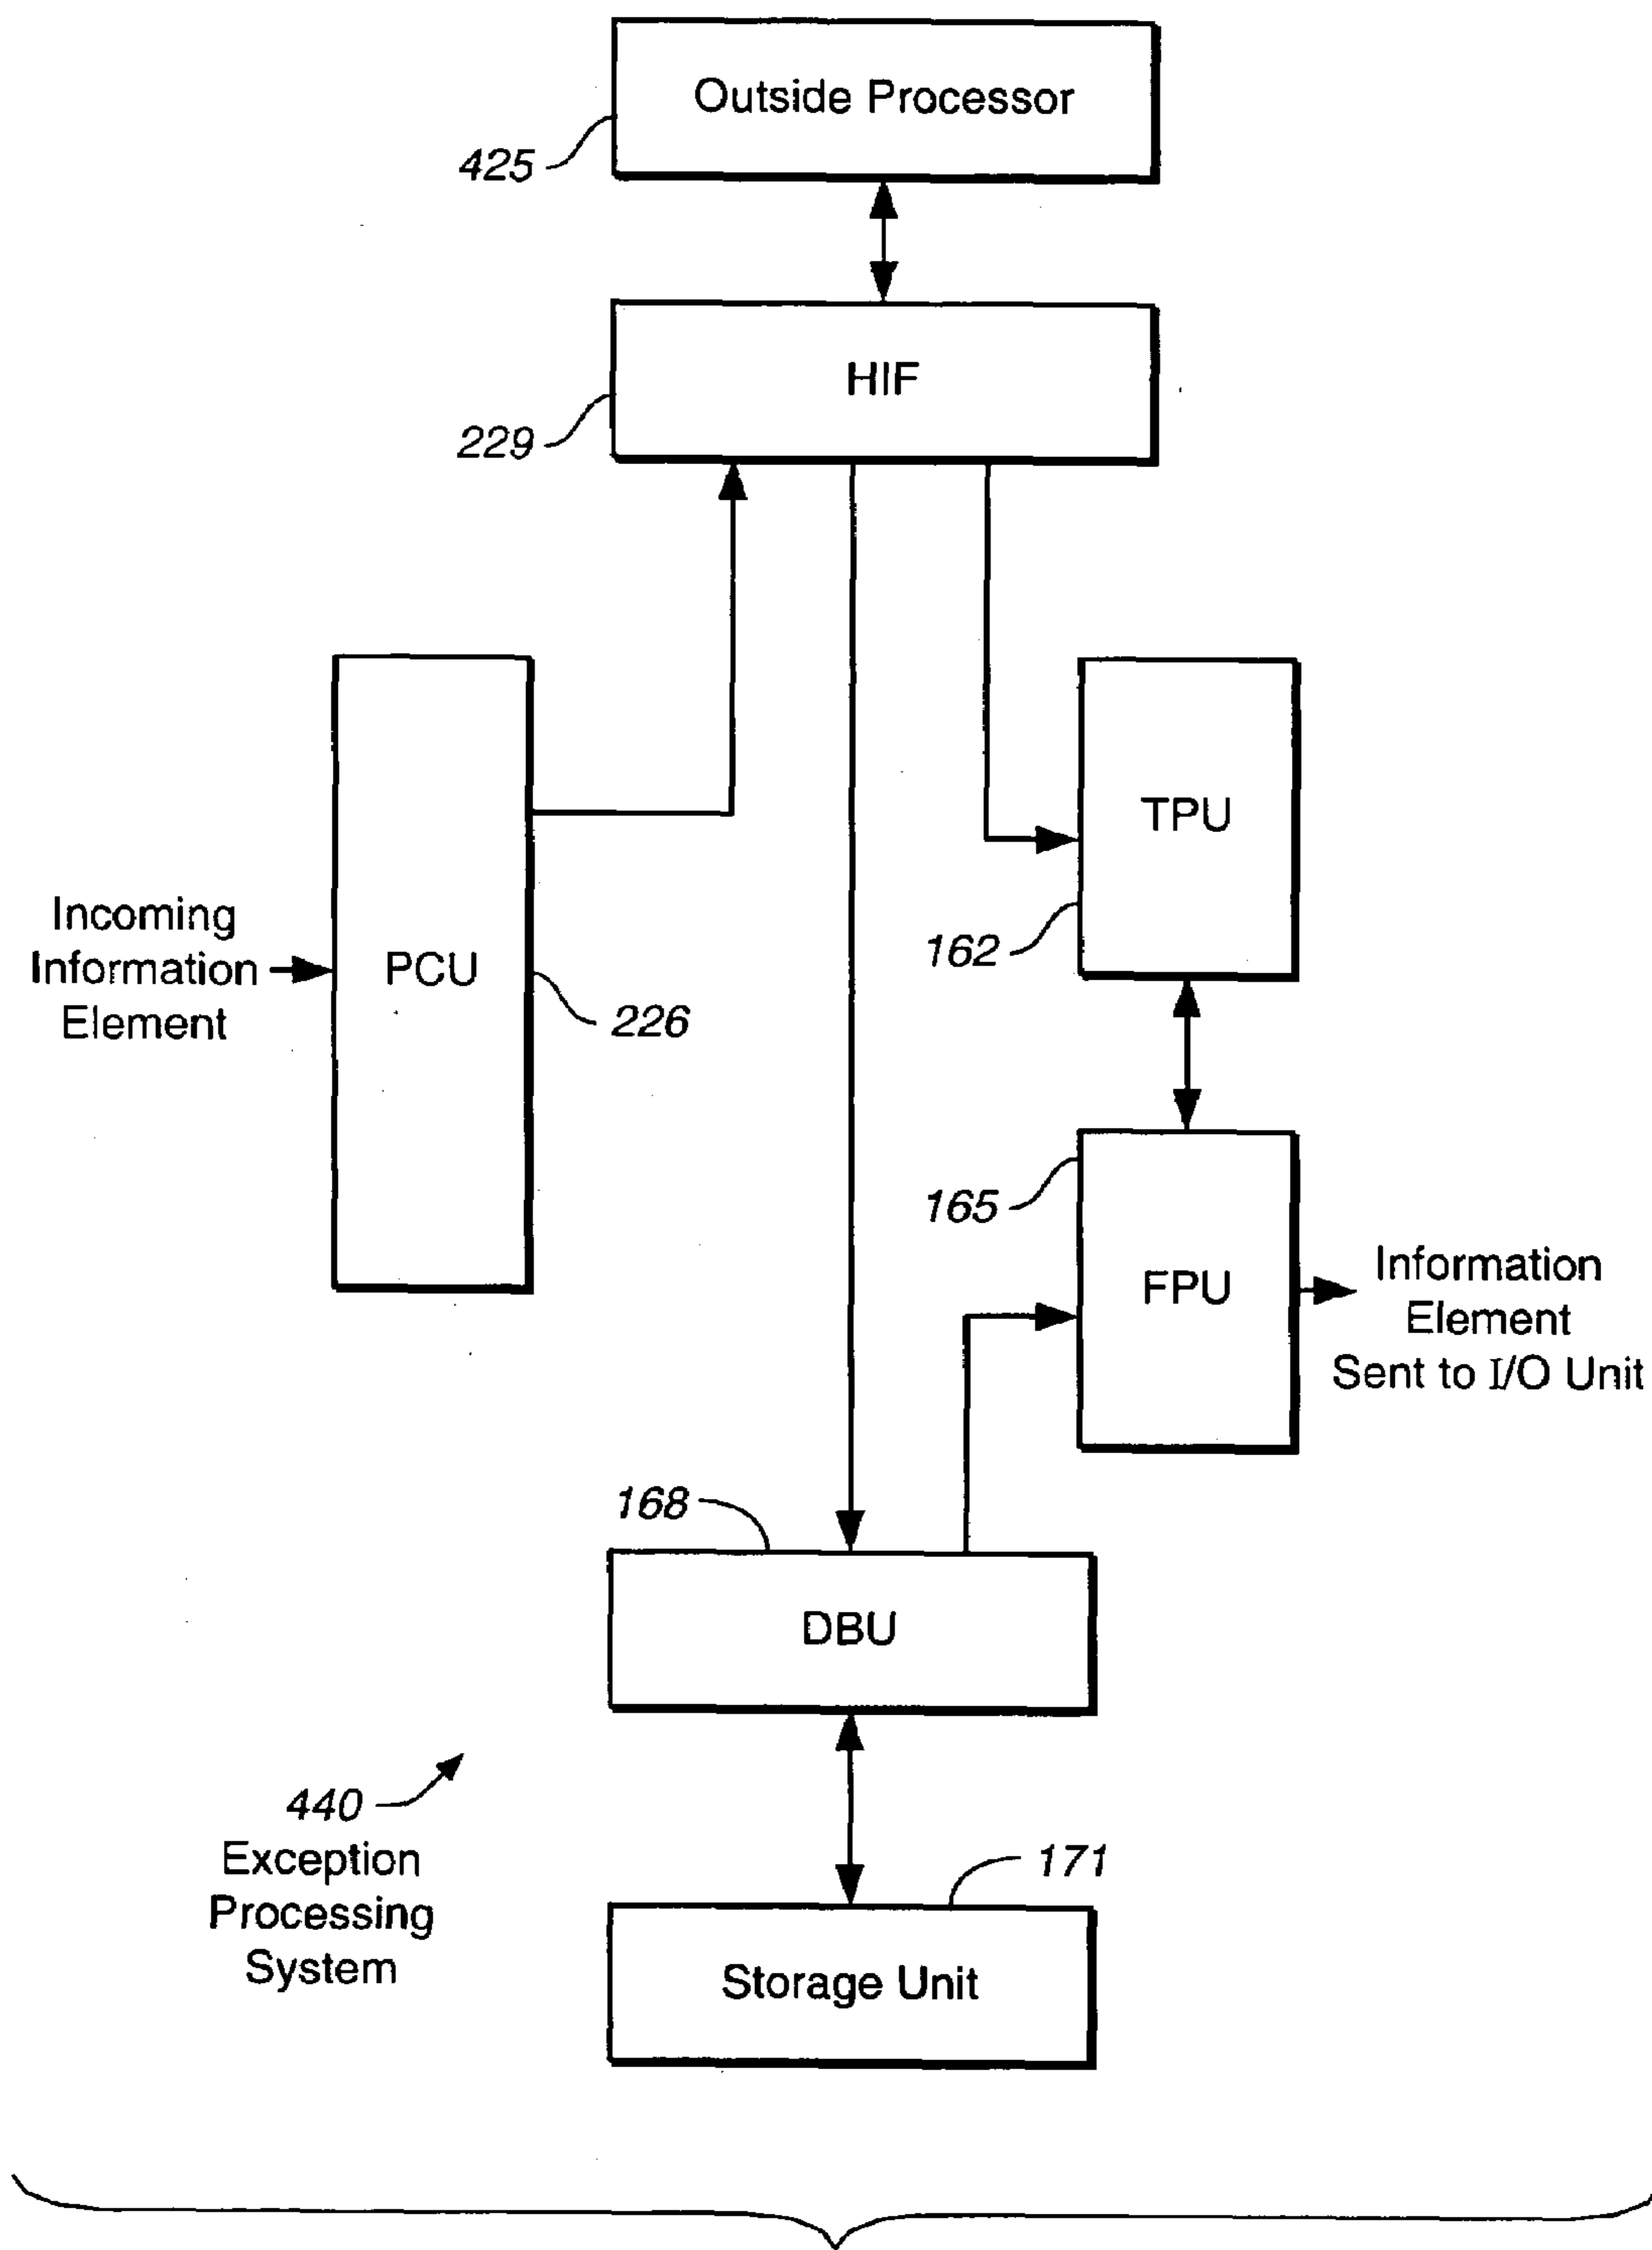 Outside Processor
425
HIF
229
TPU
162
Incoming
Information
Element
PCU
226
165
FPU
Information
Element
Sent to I/O Unit
168
DBU
440
Exception
Processing
System
171
Storage Unit